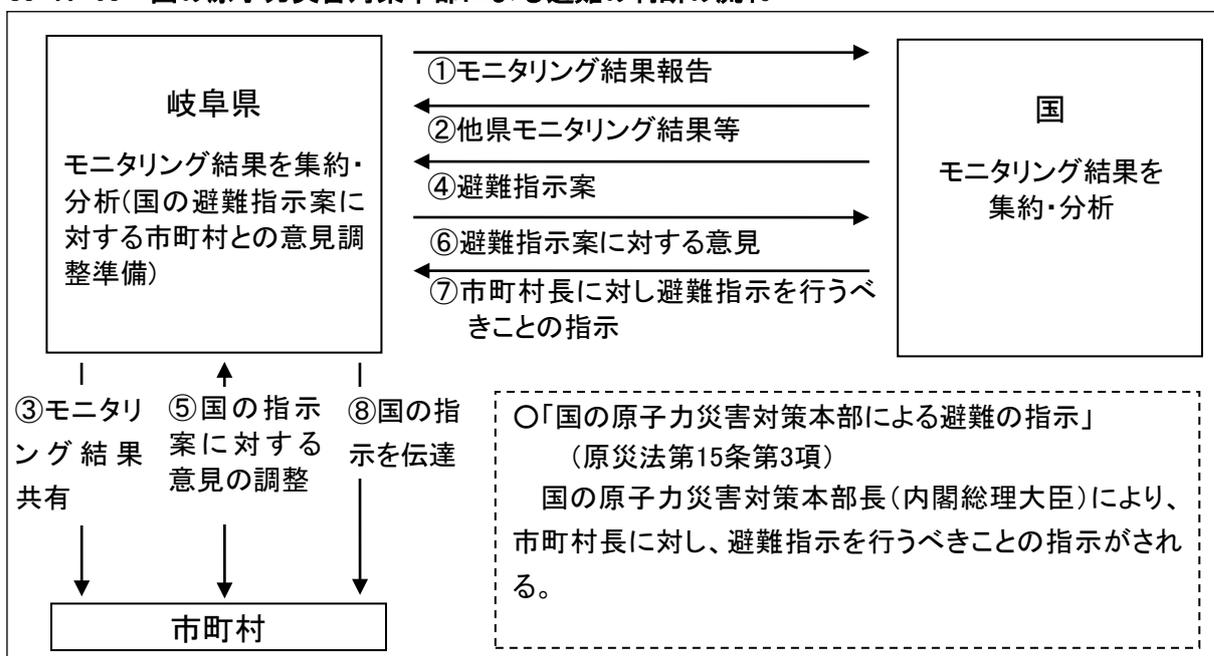 岐阜県
モニタリング結果を集約・
分析(国の避難指示案に
対する市町村との意見調
整準備)
①モニタリング結果報告
②他県モニタリング結果等
④避難指示案
⑥避難指示案に対する意見
⑦市町村長に対し避難指示を行うべ
きことの指示
国
モニタリング結果を
集約・分析
③モニタリ
ング結果
共有
⑤国の指示
案に対する
意見の調整
⑧国の指
示を伝達
○「国の原子力災害対策本部による避難の指示」
（原災法第15条第3項）
国の原子力災害対策本部長（内閣総理大臣）により、
市町村長に対し、避難指示を行うべきことの指示がされ
る。
市町村